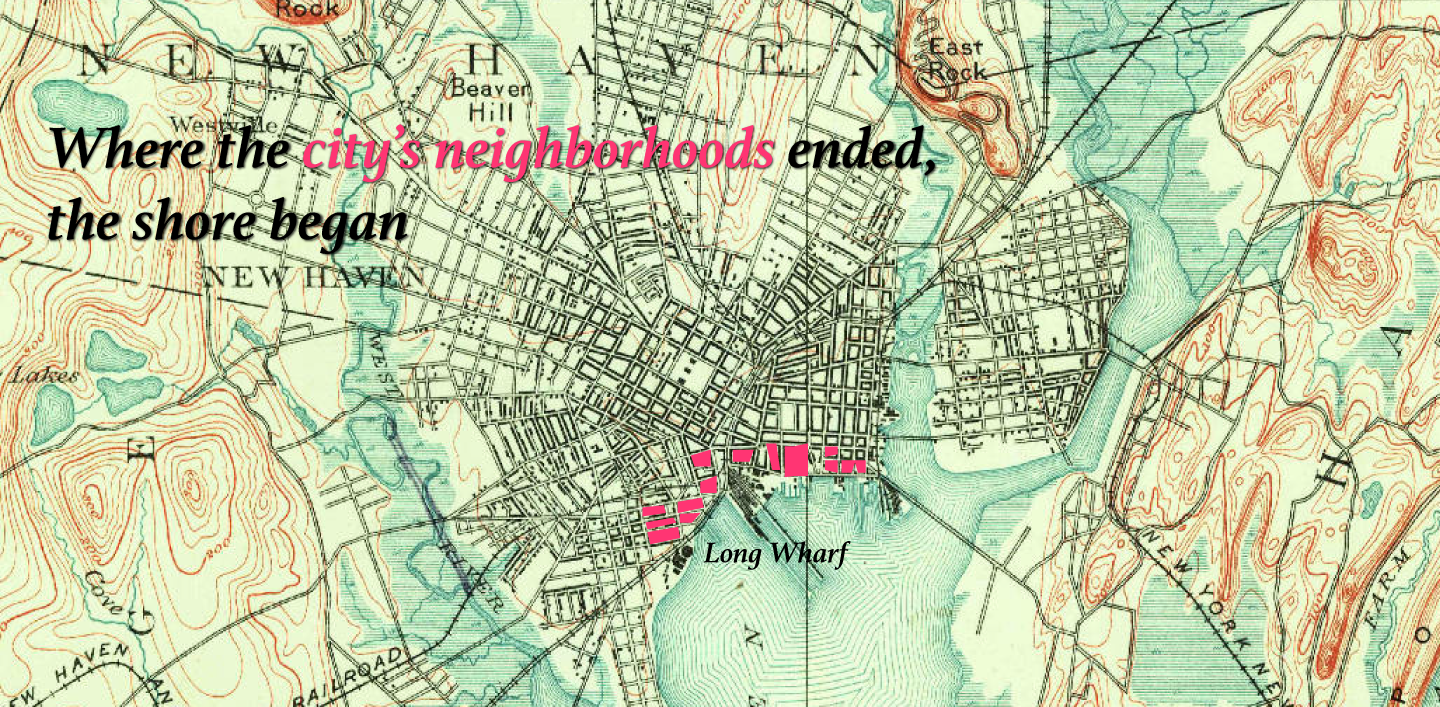 Rock
NEW HAVEN
East
Rock
Beaver
Hill
Westville
Where the city's neighborhoods ended,
the shore began
NEW HAVEN
WEST
Lakes
RIVER
Long Wharf
Cove
NEW YORK
FARM
RAILROAD